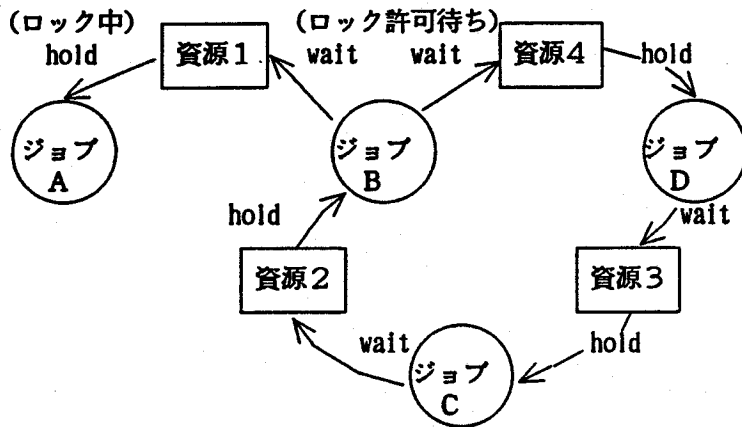 (ロック中)
hold
資源1
(ロック許可待ち)
wait
wait
資源4
hold
ジョブ
A
ジョブ
B
ジョブ
D
hold
wait
資源2
資源3
wait
hold
ジョブ
C